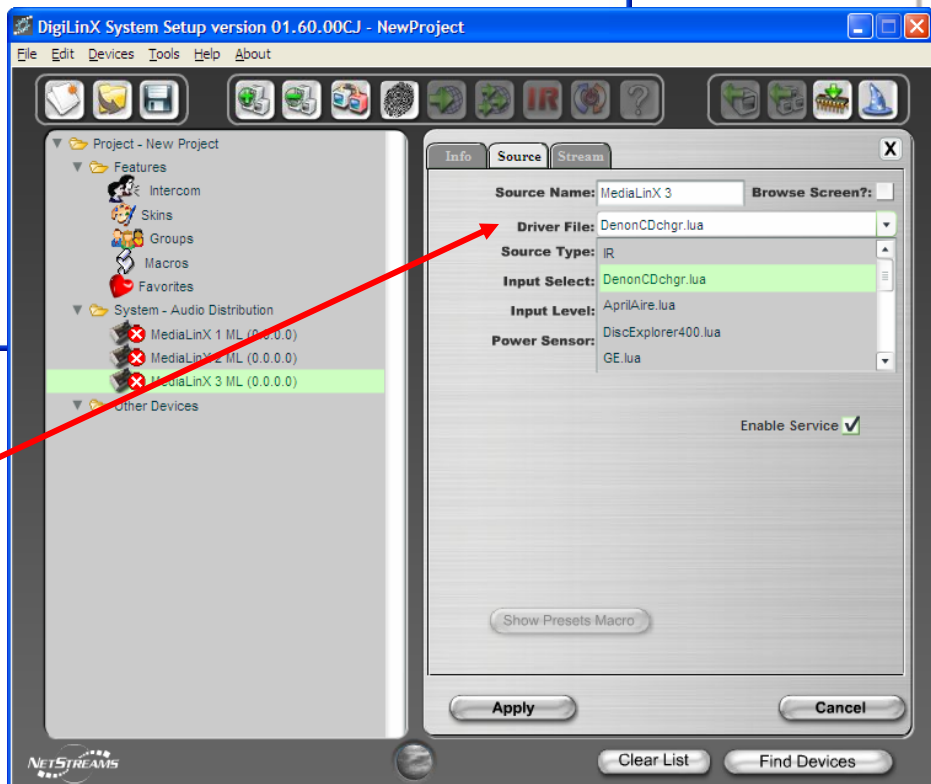 DigiLinX System Setup version 01.60.00CJ - NewProject
File Edit Devices Tools Help About
IR
?
Project - New Project
Features
Intercom
Skins
Groups
Macros
Favorites
System - Audio Distribution
MediaLinX 1 ML (0.0.0.0)
MediaLinX 2 ML (0.0.0.0)
MediaLinX 3 ML (0.0.0.0)
Other Devices
Info Source Stream X
Source Name: MediaLinX 3 Browse Screen?:
Driver File: DenonCDchgr.lua
Source Type: IR
Input Select: DenonCDchgr.lua
Input Level: AprilAire.lua
DiscExplorer400.lua
Power Sensor:
GE.lua
Enable Service
Show Presets Macro
Apply Cancel
NETSTREAMS
Clear List Find Devices